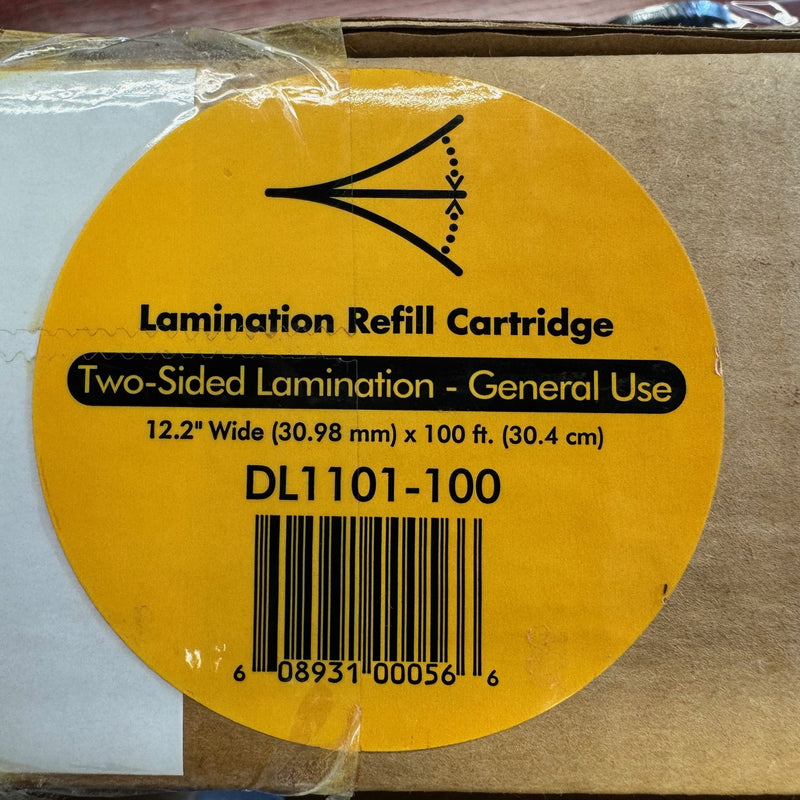 Lamination Refill Cartridge
Two-Sided Lamination - General Use
12.2" Wide (30.98 mm) x 100 ft. (30.4 cm)
DL1101-100
6 08931 00056 6